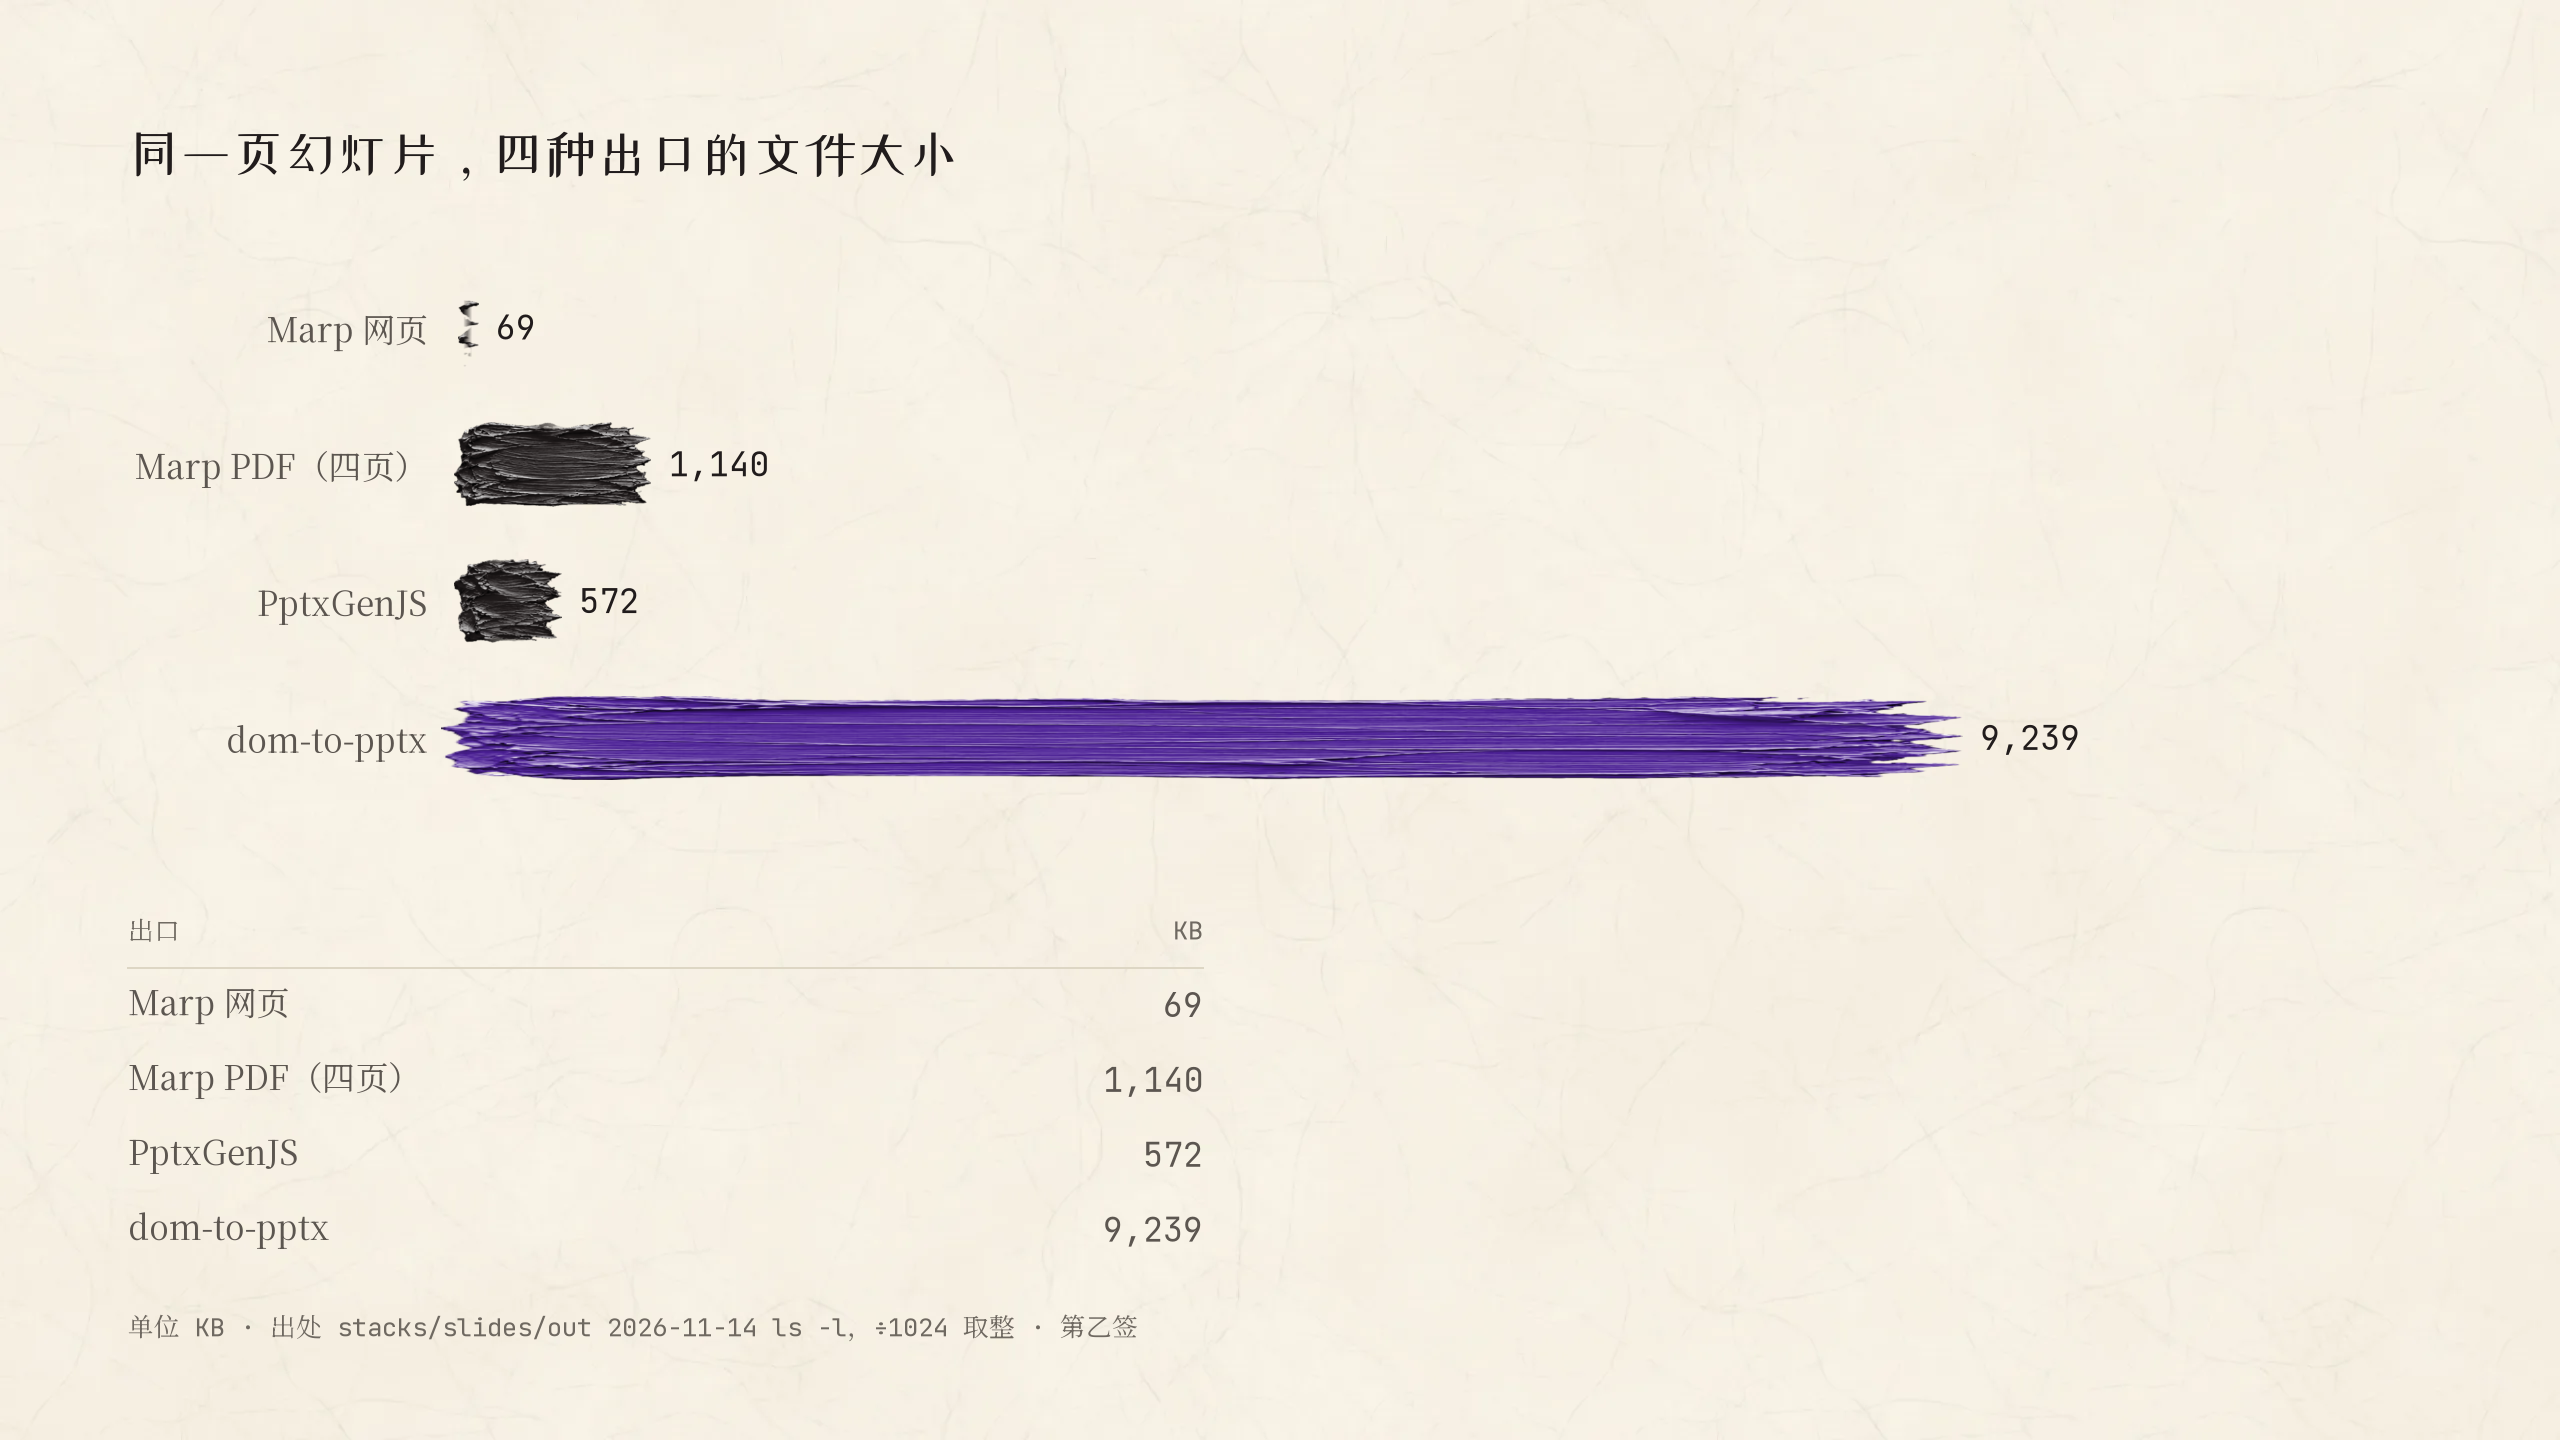 同一页幻灯片，四种出口的文件大小
Marp 网页 69
Marp PDF（四页） 1,140
PptxGenJS 572
dom-to-pptx 9,239
出口 KB
Marp 网页 69
Marp PDF（四页） 1,140
PptxGenJS 572
dom-to-pptx 9,239
单位 KB · 出处 stacks/slides/out 2026-11-14 ls -l，÷1024 取整 · 第乙签